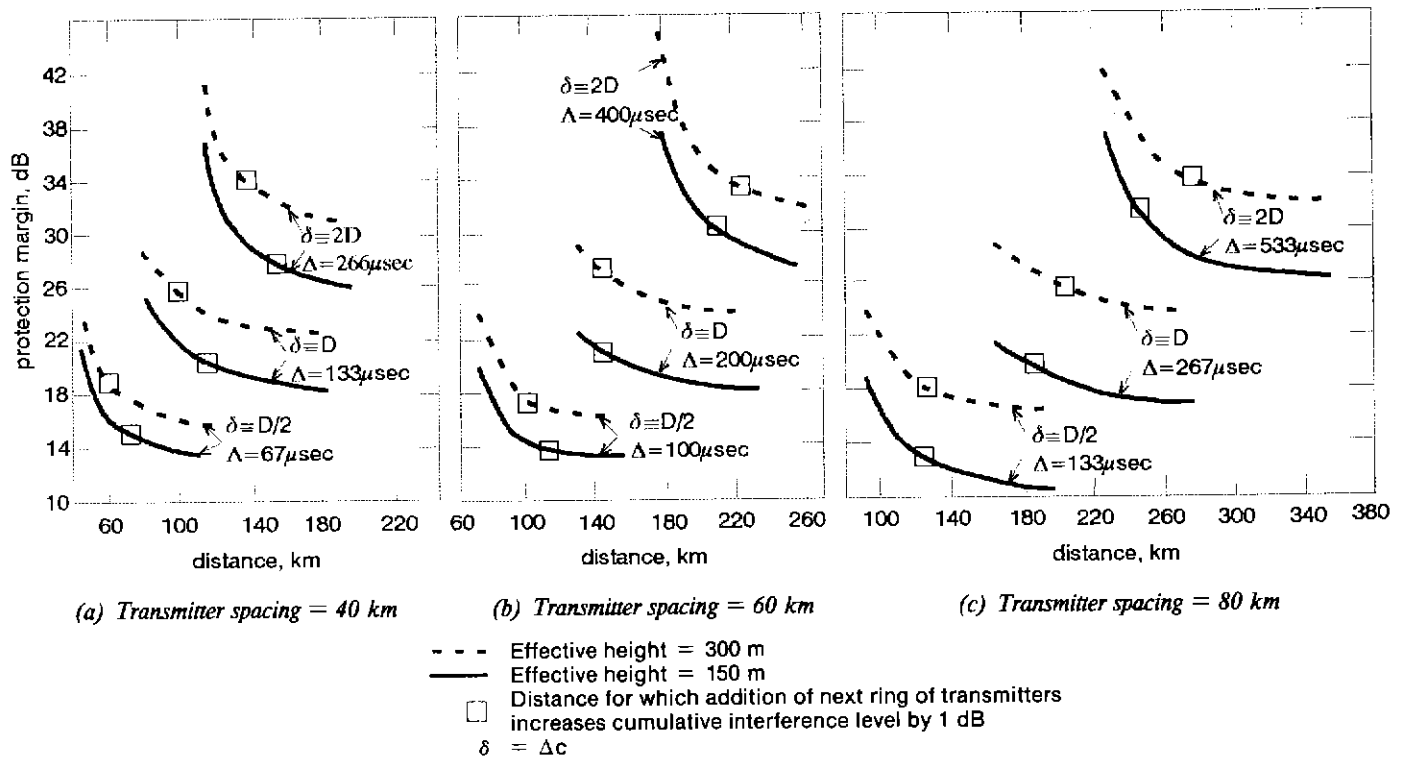 protection margin, dB
42
38
34
30
26
22
18
14
10
δ≡2D
Λ=266μsec
δ≡D
Λ=133μsec
δ≡D/2
Λ=67μsec
60 100 140 180 220
distance, km
(a) Transmitter spacing = 40 km
δ≡2D
Λ=400μsec
δ≡D
Λ=200μsec
δ≡D/2
Λ=100μsec
60 100 140 180 220 260
distance, km
(b) Transmitter spacing = 60 km
δ≡2D
Λ=533μsec
δ≡D
Λ=267μsec
δ≡D/2
Λ=133μsec
100 140 180 220 260 300 340 380
distance, km
(c) Transmitter spacing = 80 km
Effective height = 300 m
Effective height = 150 m
Distance for which addition of next ring of transmitters
increases cumulative interference level by 1 dB
δ = Δc